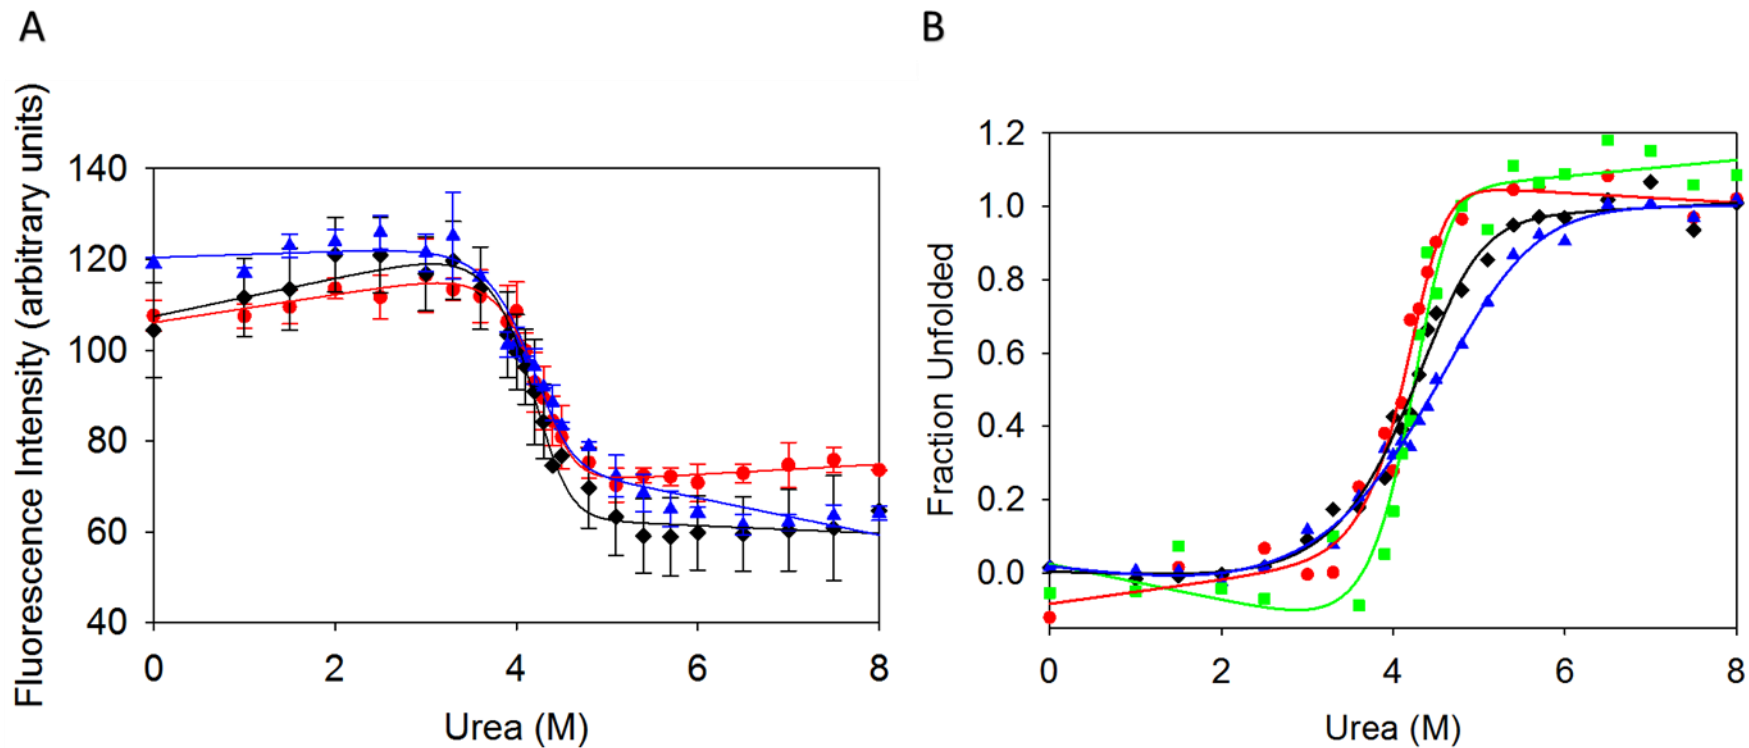 A
Fluorescence Intensity (arbitrary units)
140
120
100
80
60
40
0 2 4 6 8
Urea (M)
B
Fraction Unfolded
1.2
1.0
0.8
0.6
0.4
0.2
0.0
0 2 4 6 8
Urea (M)